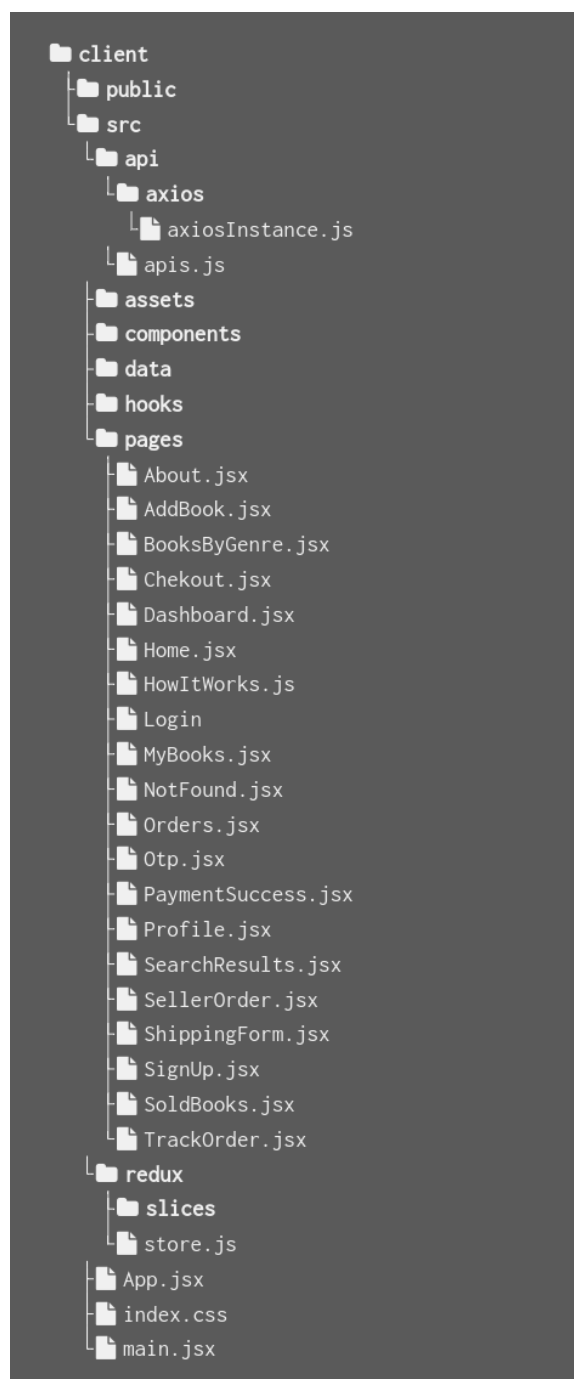 client
public
src
api
axios
axiosInstance.js
apis.js
assets
components
data
hooks
pages
About.jsx
AddBook.jsx
BooksByGenre.jsx
Chekout.jsx
Dashboard.jsx
Home.jsx
HowItWorks.js
Login
MyBooks.jsx
NotFound.jsx
Orders.jsx
Otp.jsx
PaymentSuccess.jsx
Profile.jsx
SearchResults.jsx
SellerOrder.jsx
ShippingForm.jsx
SignUp.jsx
SoldBooks.jsx
TrackOrder.jsx
redux
slices
store.js
App.jsx
index.css
main.jsx